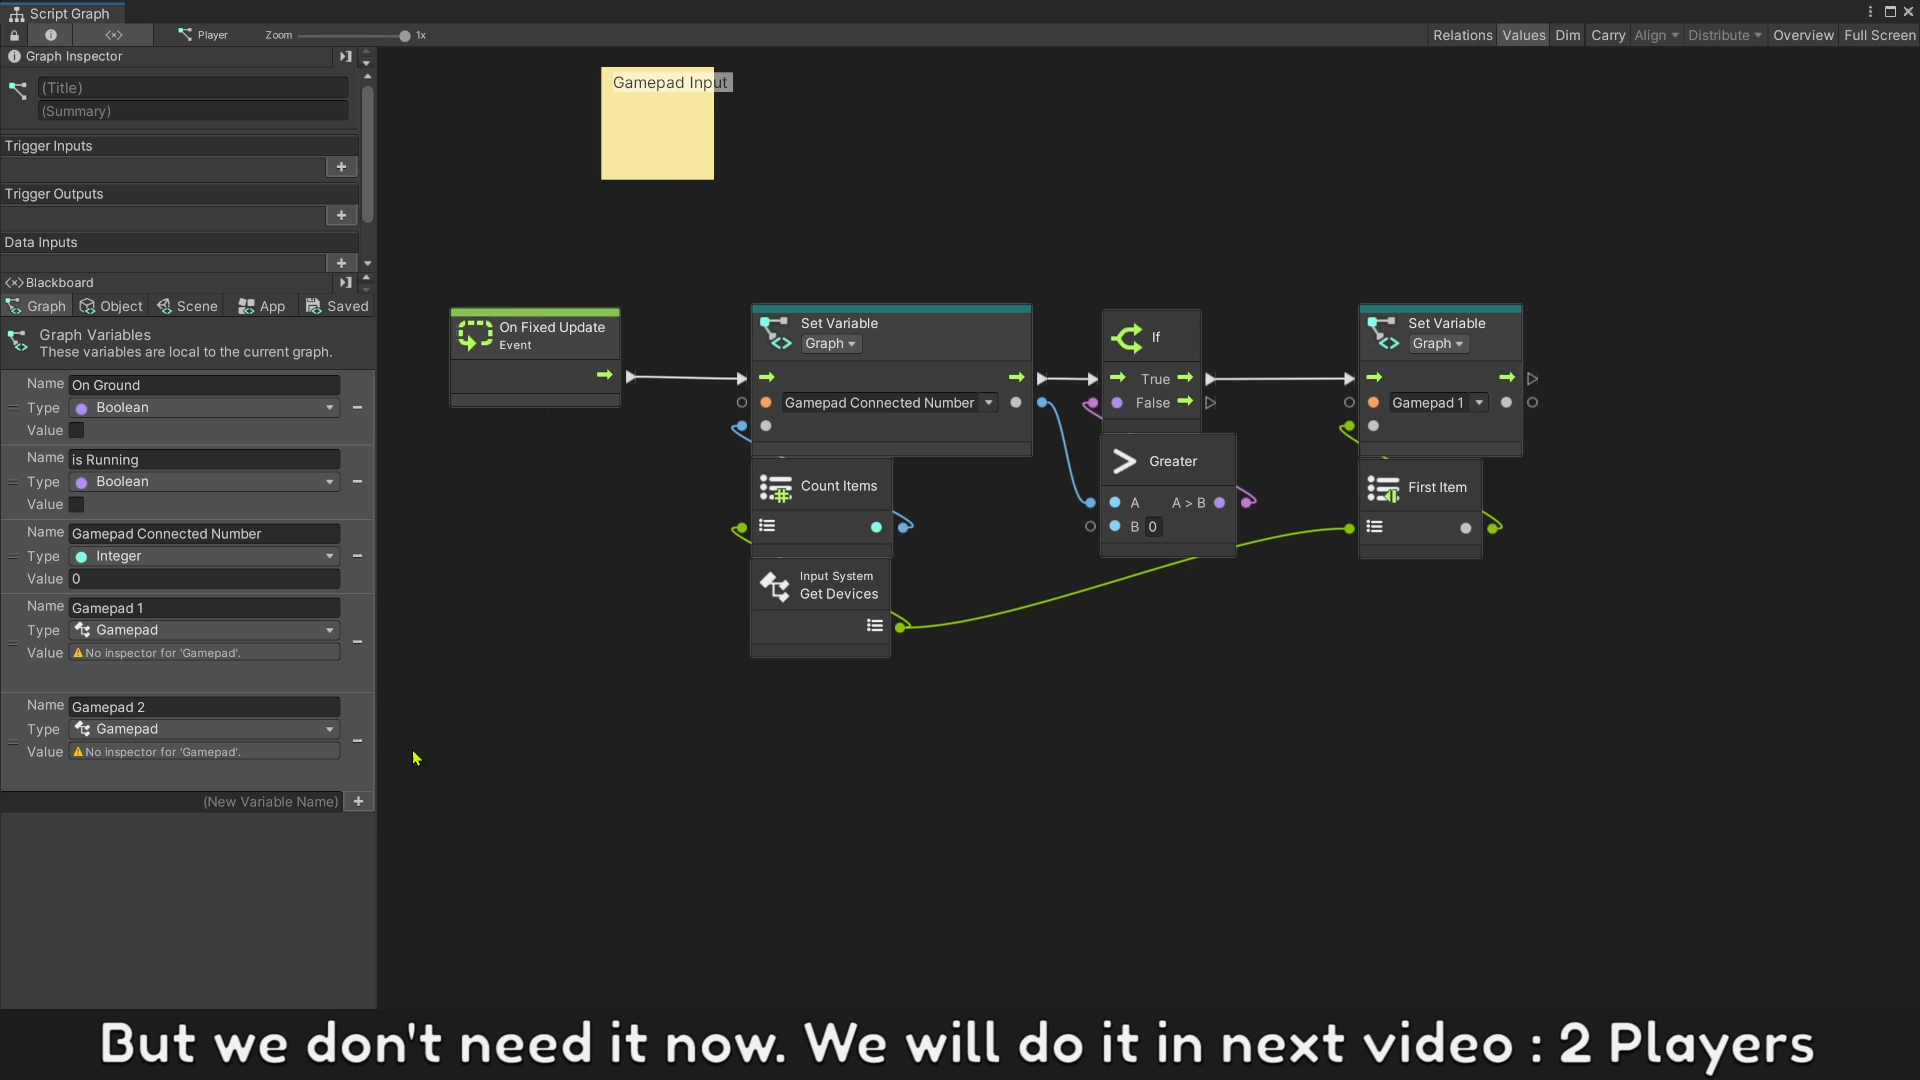 Script Graph
Player
Zoom
1x
Relations
Values
Dim
Carry
Align
Distribute
Overview
Full Screen
Graph Inspector
(Title)
(Summary)
Trigger Inputs
Trigger Outputs
Data Inputs
Blackboard
Graph
Object
Scene
App
Saved
Graph Variables
These variables are local to the current graph.
Name On Ground
Type Boolean
Value
Name is Running
Type Boolean
Value
Name Gamepad Connected Number
Type Integer
Value 0
Name Gamepad 1
Type Gamepad
Value No inspector for 'Gamepad'.
Name Gamepad 2
Type Gamepad
Value No inspector for 'Gamepad'.
(New Variable Name)
Gamepad Input
On Fixed Update
Event
Set Variable
Graph
Gamepad Connected Number
Count Items
Input System
Get Devices
If
True
False
Greater
A A > B
B 0
Set Variable
Graph
Gamepad 1
First Item
But we don't need it now. We will do it in next video : 2 Players